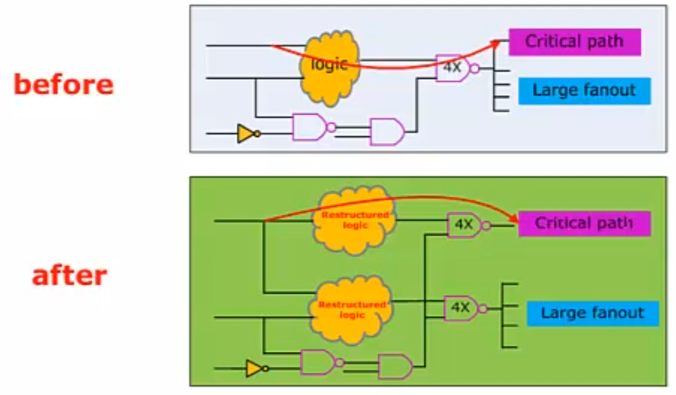 before
logic
4X
Critical path
Large fanout
after
Restructured
logic
4X
Critical path
Restructured
logic
4X
Large fanout